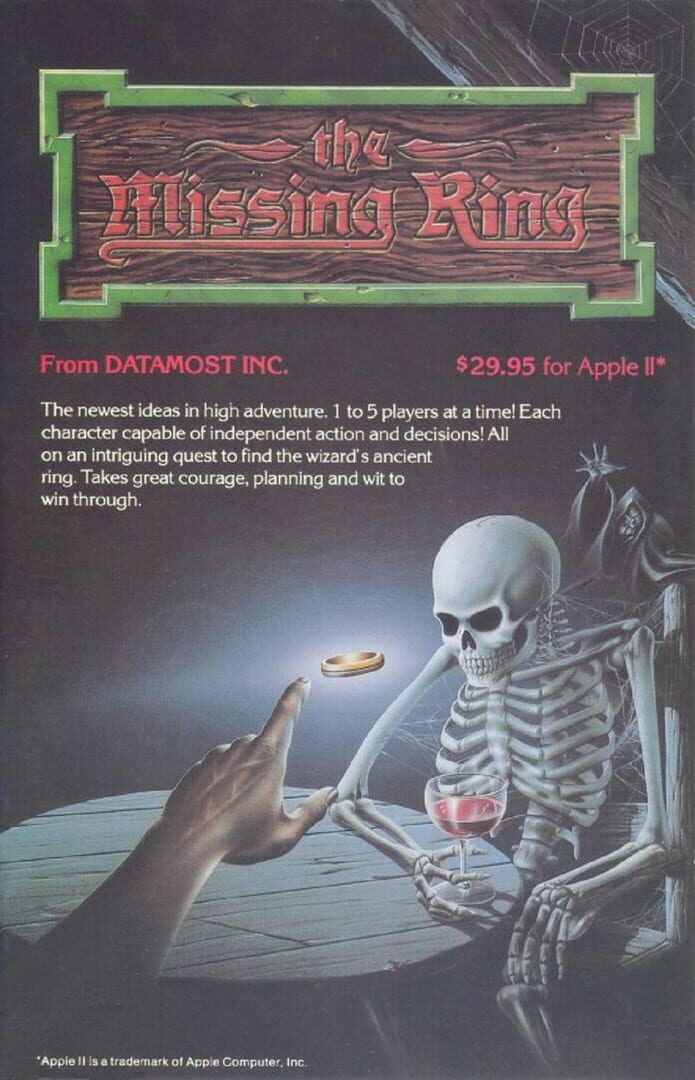 the
Missing Ring
From DATAMOST INC.
$29.95 for Apple II*
The newest ideas in high adventure. 1 to 5 players at a time! Each
character capable of independent action and decisions! All
on an intriguing quest to find the wizard's ancient
ring. Takes great courage, planning and wit to
win through.
*Apple II is a trademark of Apple Computer, Inc.